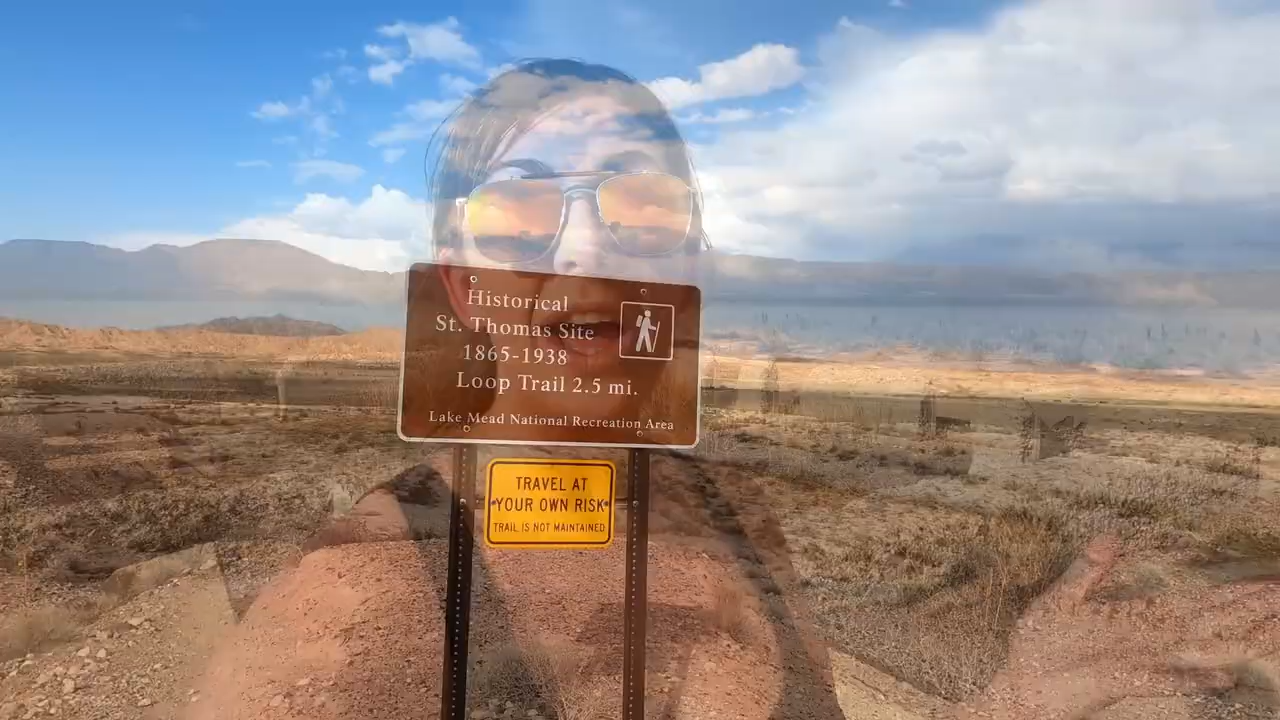 Historical
St. Thomas Site
1865-1938
Loop Trail 2.5 mi.
Lake Mead National Recreation Area
TRAVEL AT
YOUR OWN RISK
TRAIL IS NOT MAINTAINED